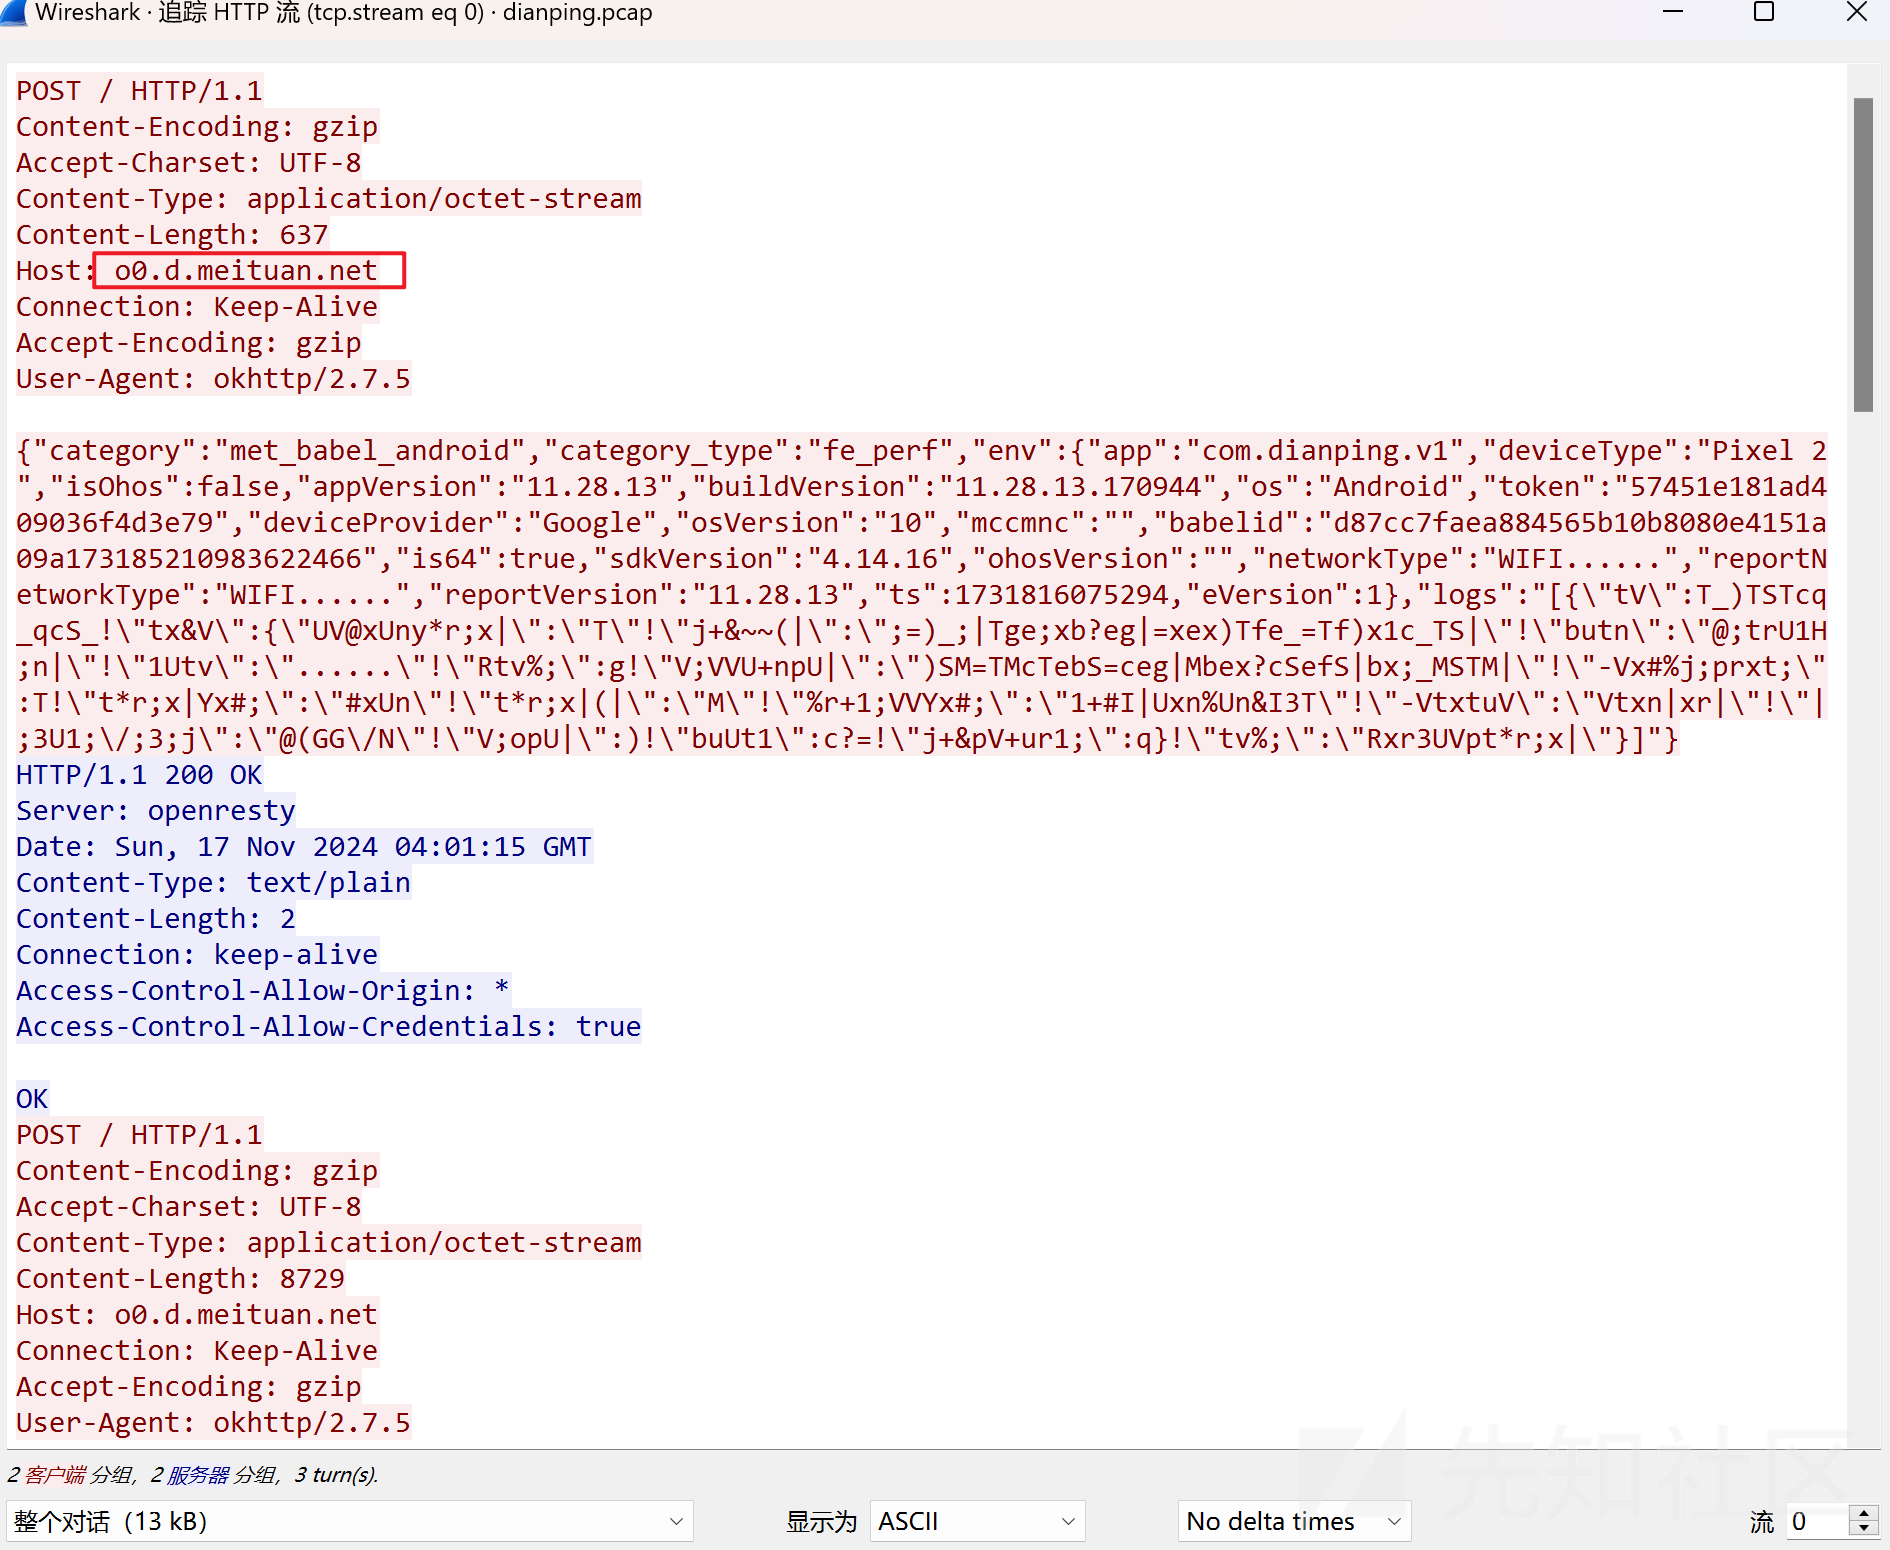 Wireshark · 追踪 HTTP 流 (tcp.stream eq 0) · dianping.pcap
POST / HTTP/1.1
Content-Encoding: gzip
Accept-Charset: UTF-8
Content-Type: application/octet-stream
Content-Length: 637
Host: o0.d.meituan.net
Connection: Keep-Alive
Accept-Encoding: gzip
User-Agent: okhttp/2.7.5
{"category":"met_babel_android","category_type":"fe_perf","env":{"app":"com.dianping.v1","deviceType":"Pixel 2
","isOhos":false,"appVersion":"11.28.13","buildVersion":"11.28.13.170944","os":"Android","token":"57451e181ad4
09036f4d3e79","deviceProvider":"Google","osVersion":"10","mccmnc":"","babelid":"d87cc7faea884565b10b8080e4151a
09a173185210983622466","is64":true,"sdkVersion":"4.14.16","ohosVersion":"","networkType":"WIFI......","reportN
etworkType":"WIFI......","reportVersion":"11.28.13","ts":1731816075294,"eVersion":1},"logs":"[{\"tV\":T_)TSTcq
_qcS_!\"tx&V\":{\"UV@xUny*r;x|\":\"T\"!\"j+&~~(|\":\";=)_;|Tge;xb?eg|=xex)Tfe_=Tf)x1c_TS|\"!\"butn\":\"@;trU1H
;n|\"!\"1Utv\":\"......\"!\"Rtv%;\":g!\"V;VVU+npU|\":\")SM=TMcTebS=ceg|Mbex?cSefS|bx;_MSTM|\"!\"-Vx#%j;prxt;\"
:T!\"t*r;x|Yx#;\":\"#xUn\"!\"t*r;x|(|\":\"M\"!\"%r+1;VVYx#;\":\"1+#I|Uxn%Un&I3T\"!\"-VtxtuV\":\"Vtxn|xr|\"!\"|
;3U1;\/;3;j\":\"@(GG\/N\"!\"V;opU|\":)!\"buUt1\":c?=!\"j+&pV+ur1;\":q}!\"tv%;\":\"Rxr3UVpt*r;x|\"}]"}
HTTP/1.1 200 OK
Server: openresty
Date: Sun, 17 Nov 2024 04:01:15 GMT
Content-Type: text/plain
Content-Length: 2
Connection: keep-alive
Access-Control-Allow-Origin: *
Access-Control-Allow-Credentials: true
OK
POST / HTTP/1.1
Content-Encoding: gzip
Accept-Charset: UTF-8
Content-Type: application/octet-stream
Content-Length: 8729
Host: o0.d.meituan.net
Connection: Keep-Alive
Accept-Encoding: gzip
User-Agent: okhttp/2.7.5
先知社区
2 客户端 分组, 2 服务器 分组, 3 turn(s).
整个对话 (13 kB) 显示为 ASCII No delta times 流 0